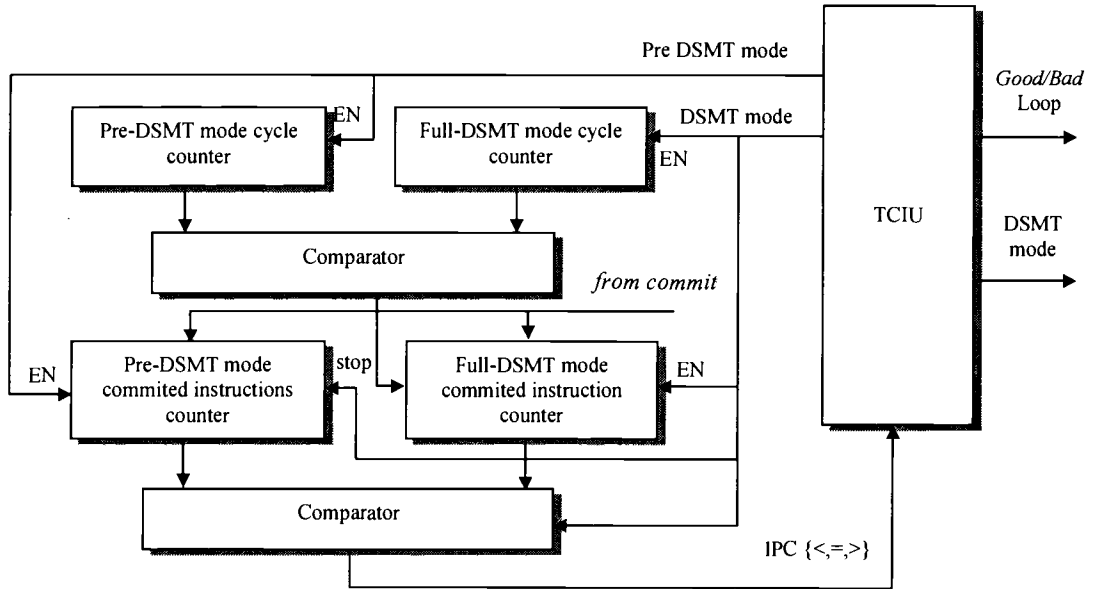 Pre DSMT mode
Good/Bad
Loop
EN
Pre-DSMT mode cycle
counter
Full-DSMT mode cycle
counter
DSMT mode
EN
TCIU
DSMT
mode
Comparator
from commit
EN
Pre-DSMT mode
commited instructions
counter
stop
Full-DSMT mode
commited instruction
counter
EN
Comparator
IPC {<,=,>}